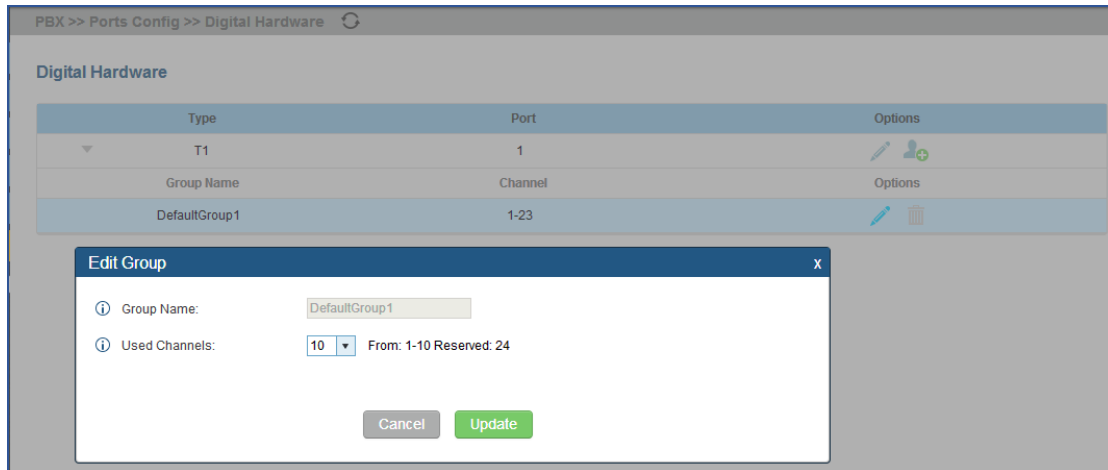 PBX >> Ports Config >> Digital Hardware
Digital Hardware
Type Port Options
T1 1
Group Name Channel Options
DefaultGroup1 1-23
Edit Group x
Group Name: DefaultGroup1
Used Channels: 10 From: 1-10 Reserved: 24
Cancel Update